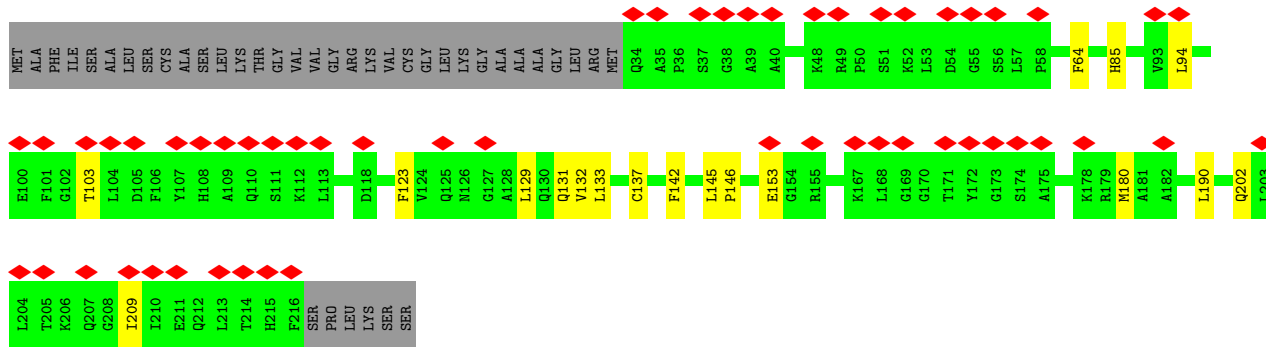 MET ALA PHE ILE SER ALA LEU SER CYS ALA SER LEU LYS THR GLY VAL VAL GLY ARG LYS VAL CYS GLY LEU LYS GLY ALA ALA ALA GLY LEU ARG MET Q34 A35 P36 S37 G38 A39 A40 K48 R49 P50 S51 K52 L53 D54 G55 S56 L57 P58 F64 H85 V93 L94
E100 F101 G102 T103 L104 D105 F106 Y107 H108 A109 Q110 S111 K112 L113 D118 F123 V124 Q125 N126 G127 A128 L129 Q130 Q131 V132 L133 C137 F142 L145 P146 E153 G154 R155 K167 L168 G169 G170 T171 Y172 G173 S174 A175 K178 R179 M180 A181 A182 L190 Q202 L203
L204 T205 K206 Q207 G208 I209 I210 E211 Q212 L213 T214 H215 F216 SER PRO LEU LYS SER SER